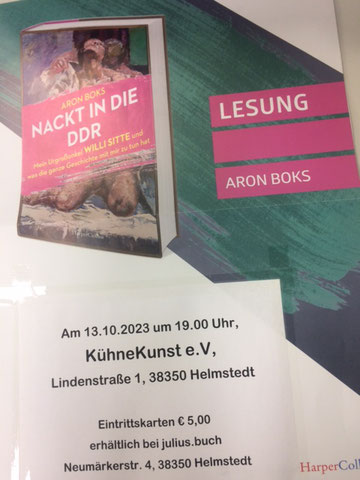 ARON BOKS
NACKT IN DIE
DDR
Mein Urgroßonkel WILLI SITTE und
was die ganze Geschichte mit mir zu tun hat
LESUNG
ARON BOKS
Am 13.10.2023 um 19.00 Uhr,
KühneKunst e.V,
Lindenstraße 1, 38350 Helmstedt
Eintrittskarten € 5,00
erhältlich bei julius.buch
Neumärkerstr. 4, 38350 Helmstedt
HarperColl